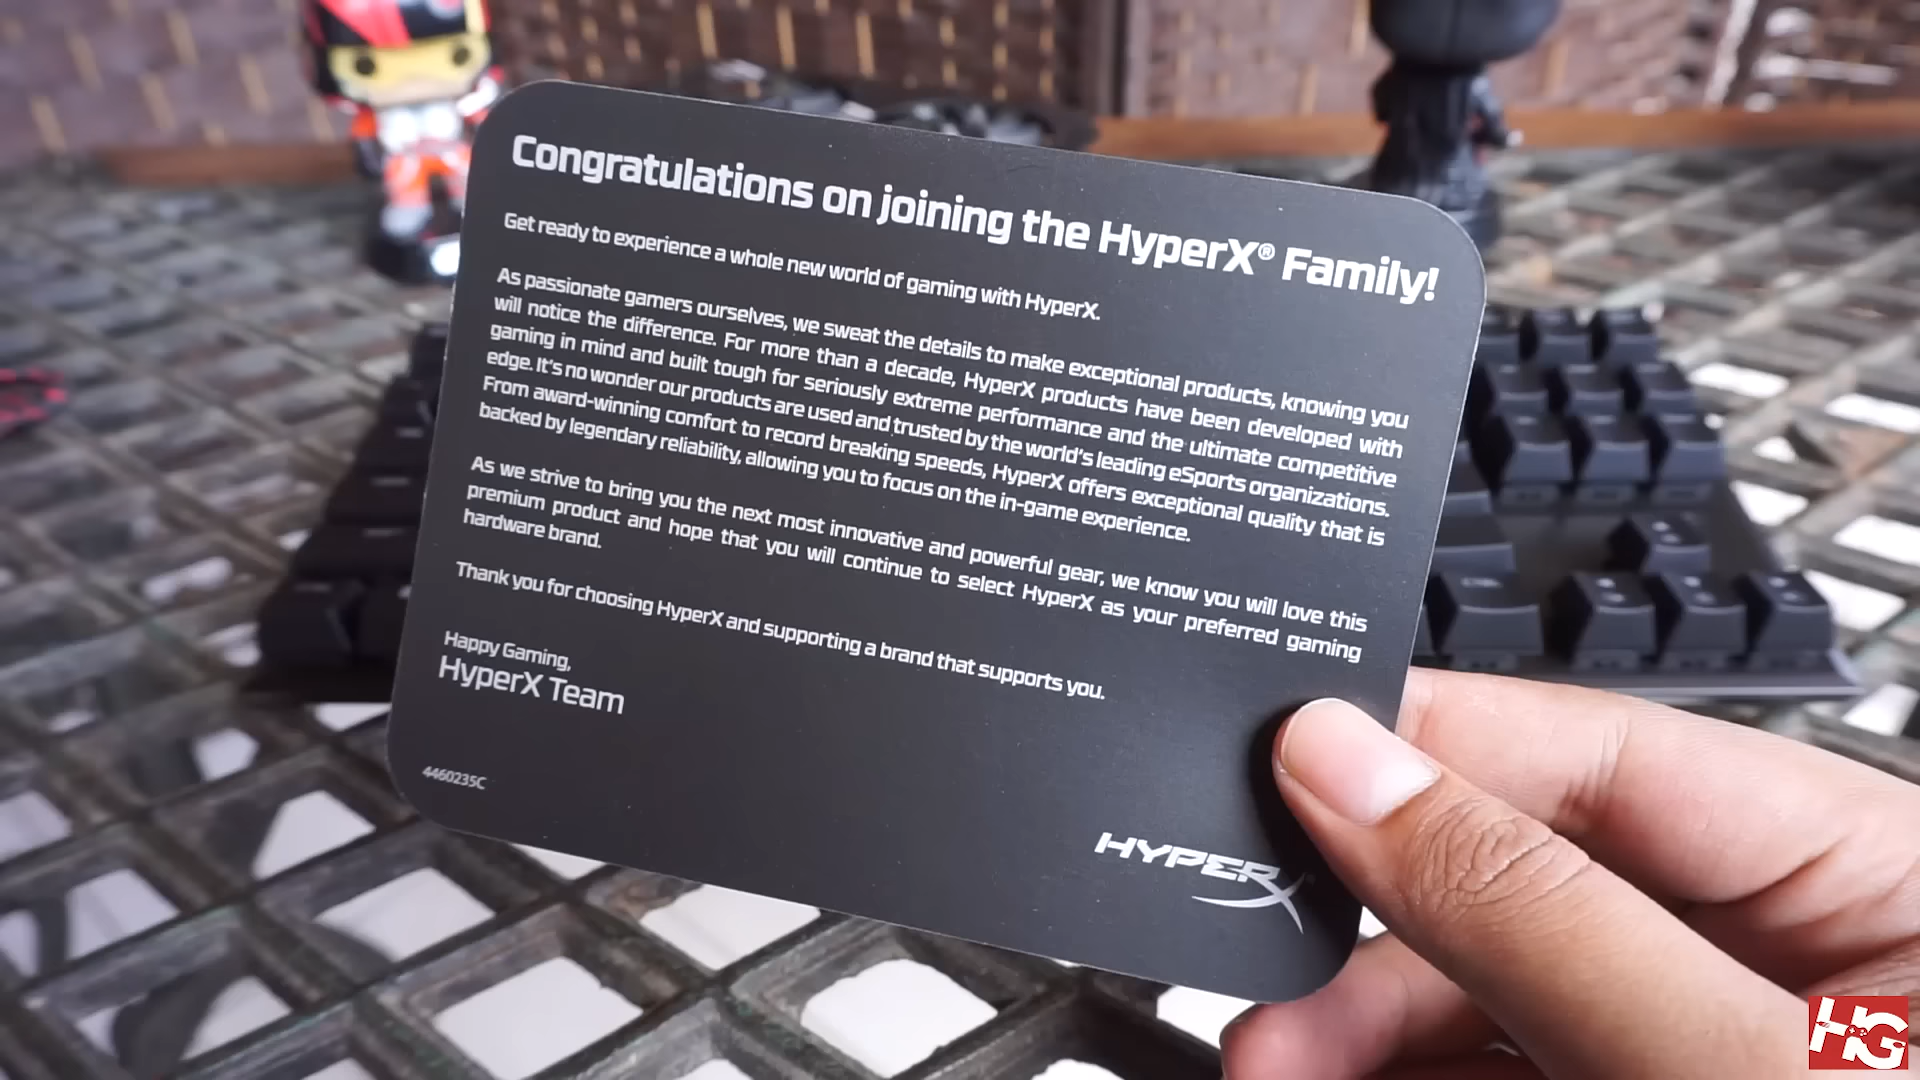 Congratulations on joining the HyperX® Family!
Get ready to experience a whole new world of gaming with HyperX.
As passionate gamers ourselves, we sweat the details to make exceptional products, knowing you
will notice the difference. For more than a decade, HyperX products have been developed with
gaming in mind and built tough for seriously extreme performance and the ultimate competitive
edge. It's no wonder our products are used and trusted by the world's leading eSports organizations.
From award-winning comfort to record breaking speeds, HyperX offers exceptional quality that is
backed by legendary reliability, allowing you to focus on the in-game experience.
As we strive to bring you the next most innovative and powerful gear, we know you will love this
premium product and hope that you will continue to select HyperX as your preferred gaming
hardware brand.
Thank you for choosing HyperX and supporting a brand that supports you.
Happy Gaming,
HyperX Team
4460235C
HYPERX
HG